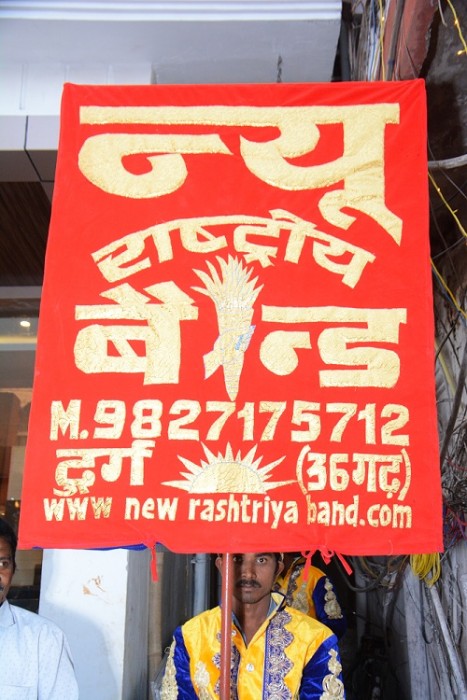 न्यू
राष्ट्रीय
बैन्ड
M.9827175712
दुर्ग (36गढ़)
www new rashtriya band.com